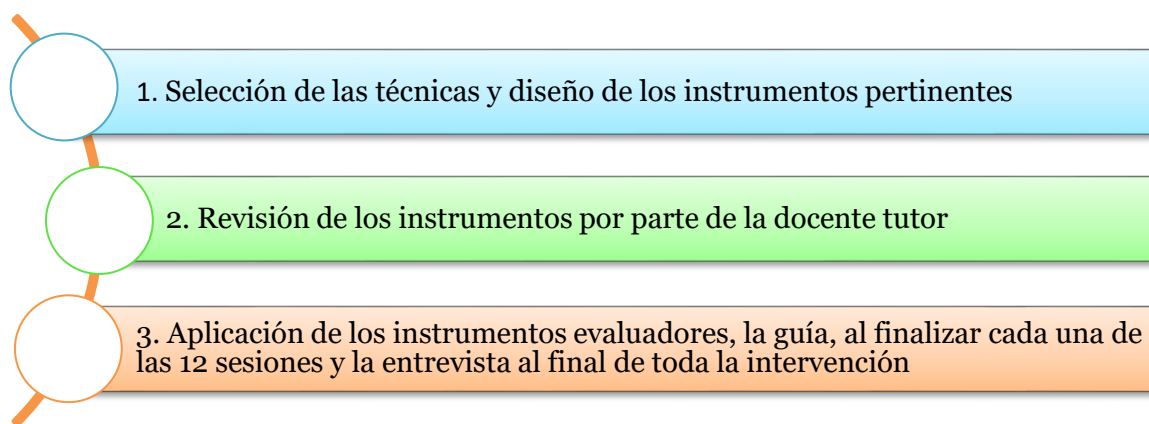 1. Selección de las técnicas y diseño de los instrumentos pertinentes
2. Revisión de los instrumentos por parte de la docente tutor
3. Aplicación de los instrumentos evaluadores, la guía, al finalizar cada una de
las 12 sesiones y la entrevista al final de toda la intervención